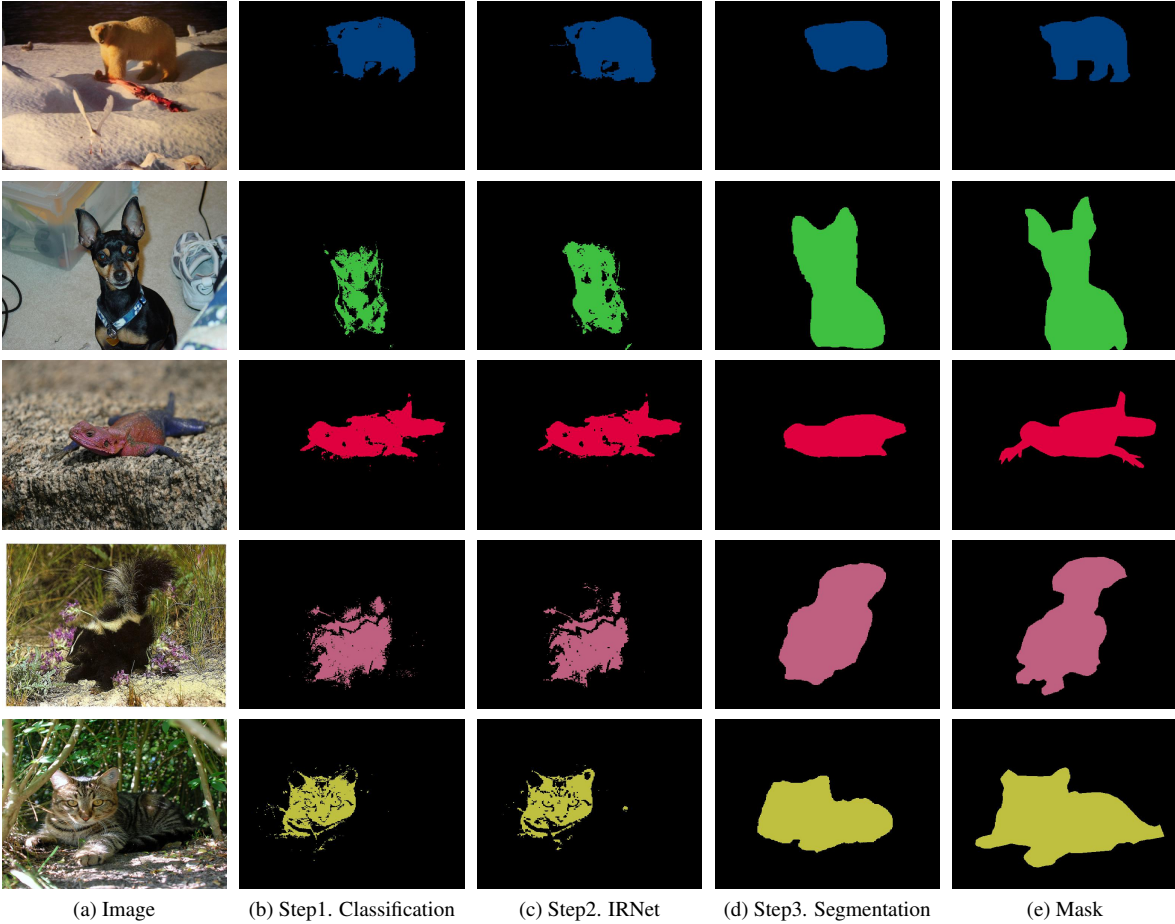 (a) Image
(b) Step1. Classification
(c) Step2. IRNet
(d) Step3. Segmentation
(e) Mask